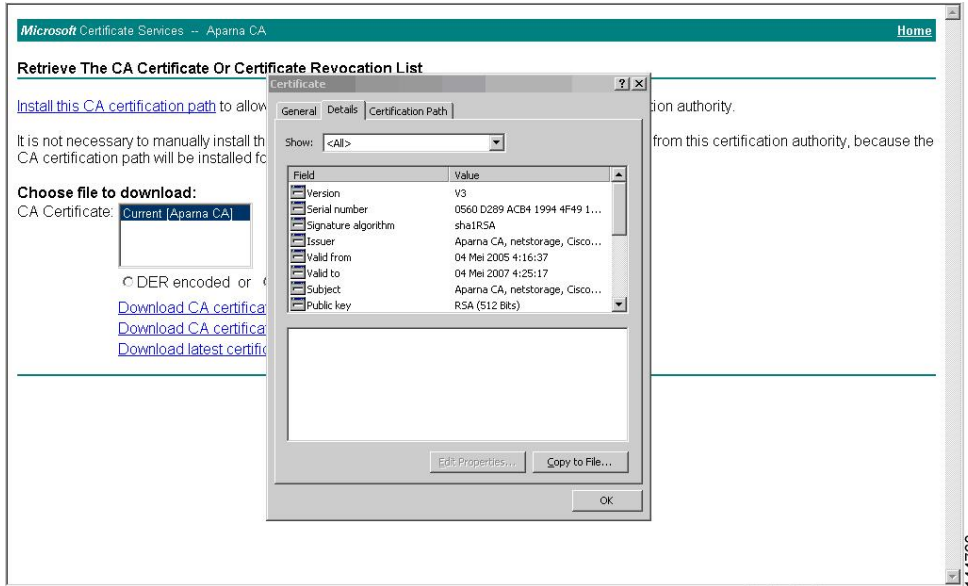 Microsoft Certificate Services -- Aparna CA
Home
Retrieve The CA Certificate Or Certificate Revocation List
Install this CA certification path to allow
tion authority.
It is not necessary to manually install th
from this certification authority, because the
CA certification path will be installed fo
Choose file to download:
CA Certificate:
Current [Aparna CA]
DER encoded or
Download CA certifica
Download CA certifica
Download latest certific
Certificate
General
Details
Certification Path
Show:
<All>
Field
Value
Version
V3
Serial number
0560 D289 ACB4 1994 4F49 1...
Signature algorithm
sha1RSA
Issuer
Aparna CA, netstorage, Cisco...
Valid from
04 Mei 2005 4:16:37
Valid to
04 Mei 2007 4:25:17
Subject
Aparna CA, netstorage, Cisco...
Public key
RSA (512 Bits)
Edit Properties...
Copy to File...
OK